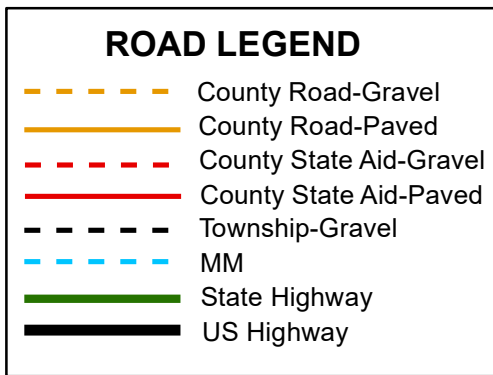 ROAD LEGEND
County Road-Gravel
County Road-Paved
County State Aid-Gravel
County State Aid-Paved
Township-Gravel
MM
State Highway
US Highway